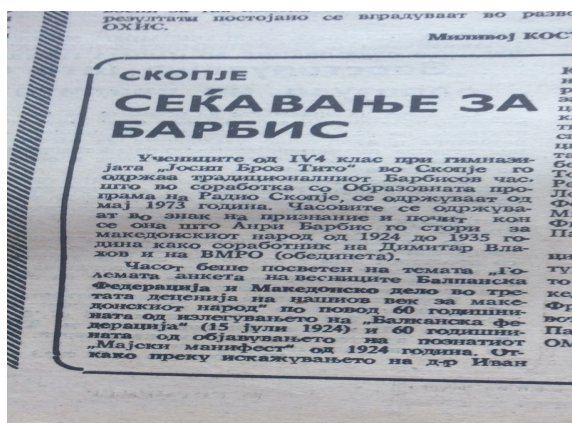 резултати постојано се вградуваат во
ОХИС.
Миливој
СКОПЈЕ
СЕЌАВАЊЕ ЗА
БАРБИС
Учениците од IV4 клас при гимнази-
јата „Јосип Броз Тито“ во Скопје го
одржаа традиционалниот Барбисов час,
што во соработка со Образовната про-
грама на Радио Скопје, се одржуваат од
мај 1973 година. Часовите се одржува-
ат во знак на признание и почит кон
се она што Анри Барбис го стори за
македонскиот народ од 1924 до 1935 го-
дина како соработник на Димитар Вла-
хов и на ВМРО (обединета).
Часот беше посветен на темата „Го-
лемата анкета на весниците Балпанска
Федерација и Македонско дело во тре-
тата деценија на нашиов век за маке-
донскиот народ“ по повод 60 годишни-
ната од излегувањето на „Балканска фе-
дерација“ (15 јули 1924) и 60 годишни-
ната од објавувањето на познатиот
„Мајски манифест“ од 1924 година. От-
како преку искажувањето на д-р Иван